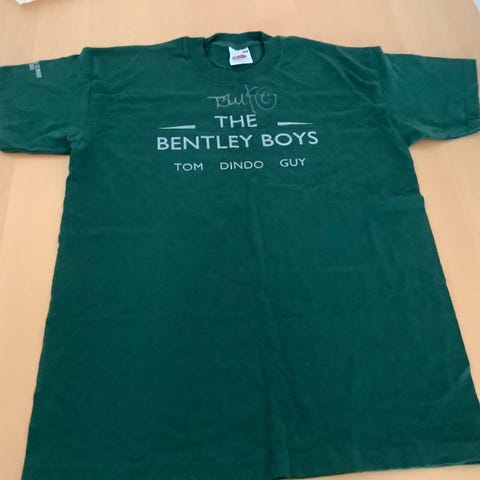 THE
BENTLEY BOYS
TOM DINDO GUY